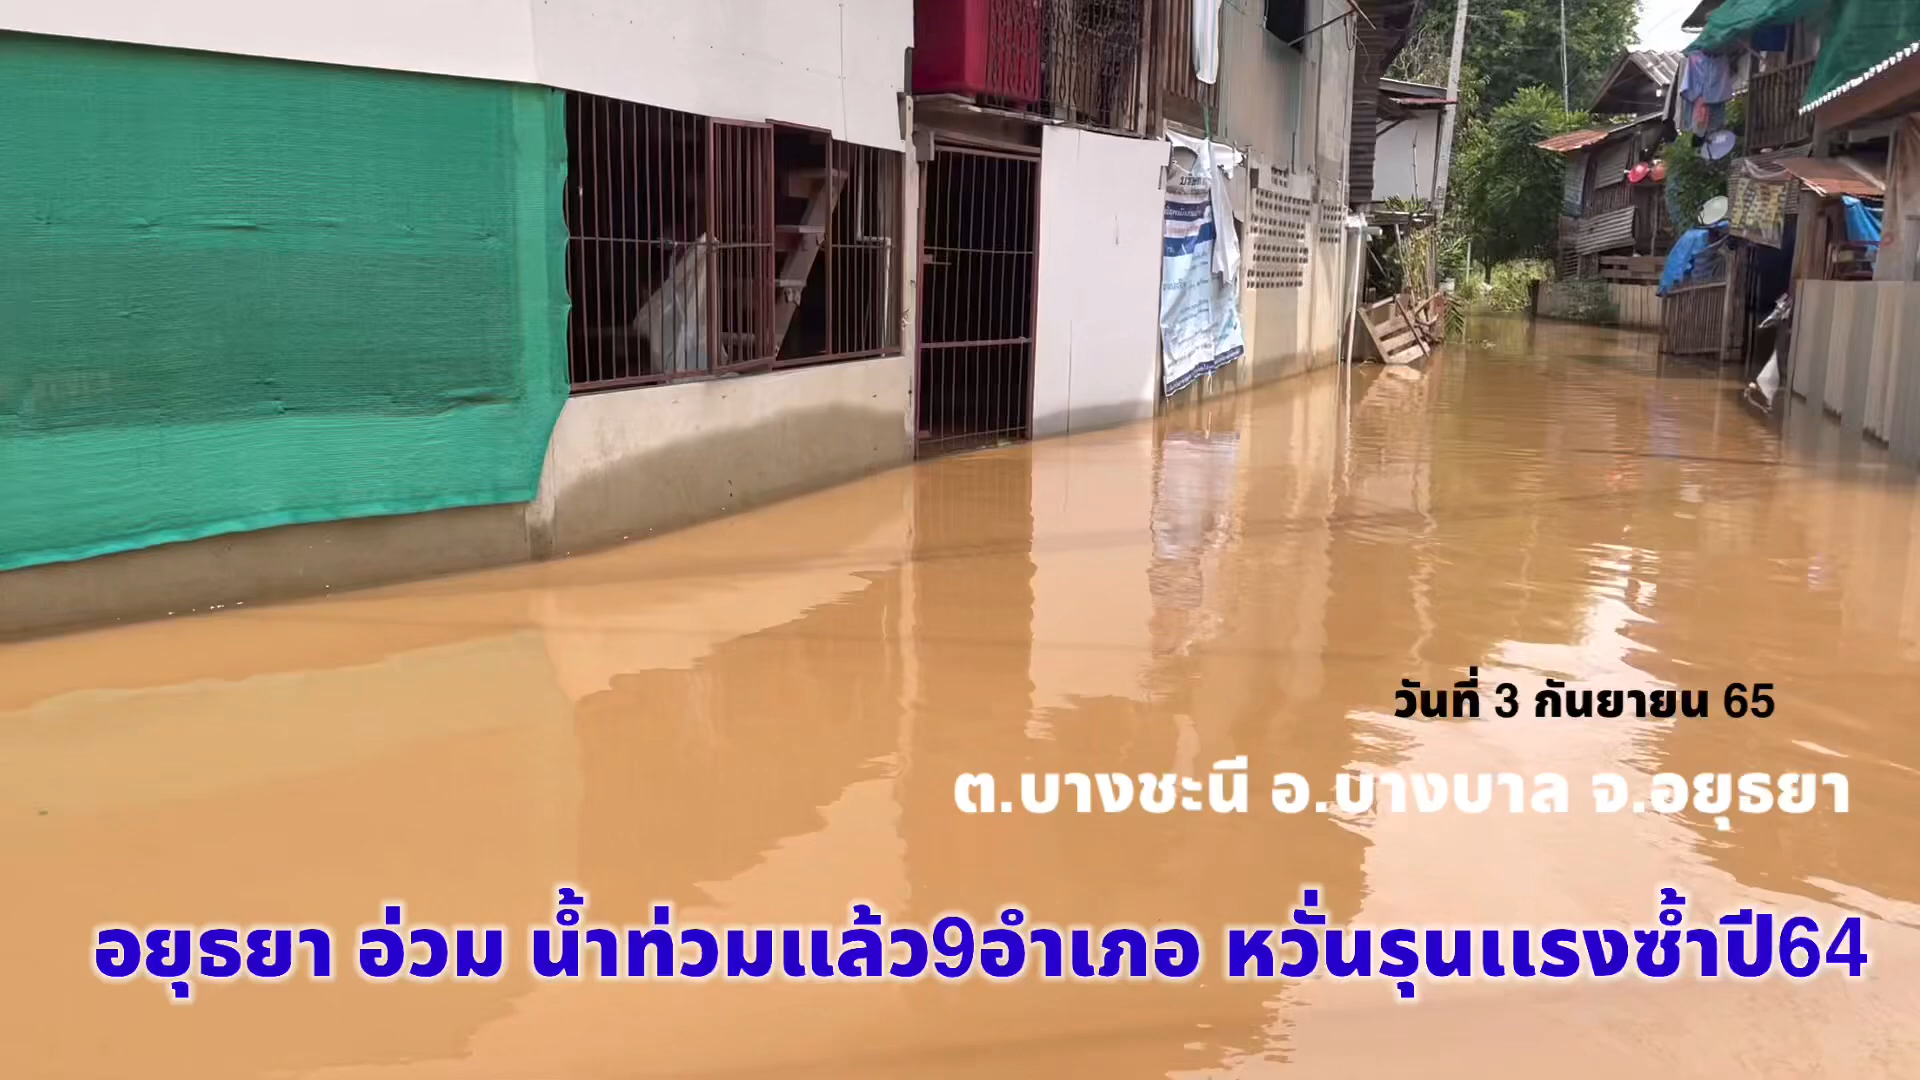 วันที่ 3 กันยายน 65
ต.บางชะนี อ.บางบาล จ.อยุธยา
อยุธยา อ่วม น้ำท่วมแล้ว9อำเภอ หวั่นรุนแรงซ้ำปี64